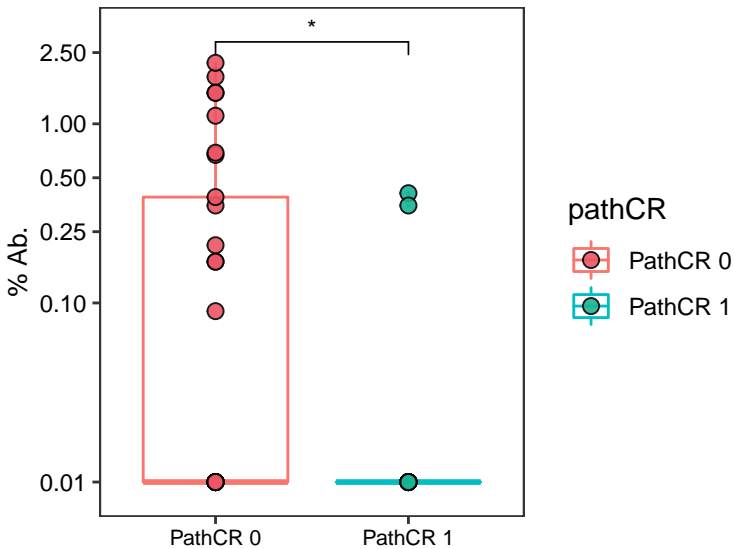 *
2.50
1.00
0.50
0.25
0.10
0.01
% Ab.
PathCR 0
PathCR 1
pathCR
PathCR 0
PathCR 1